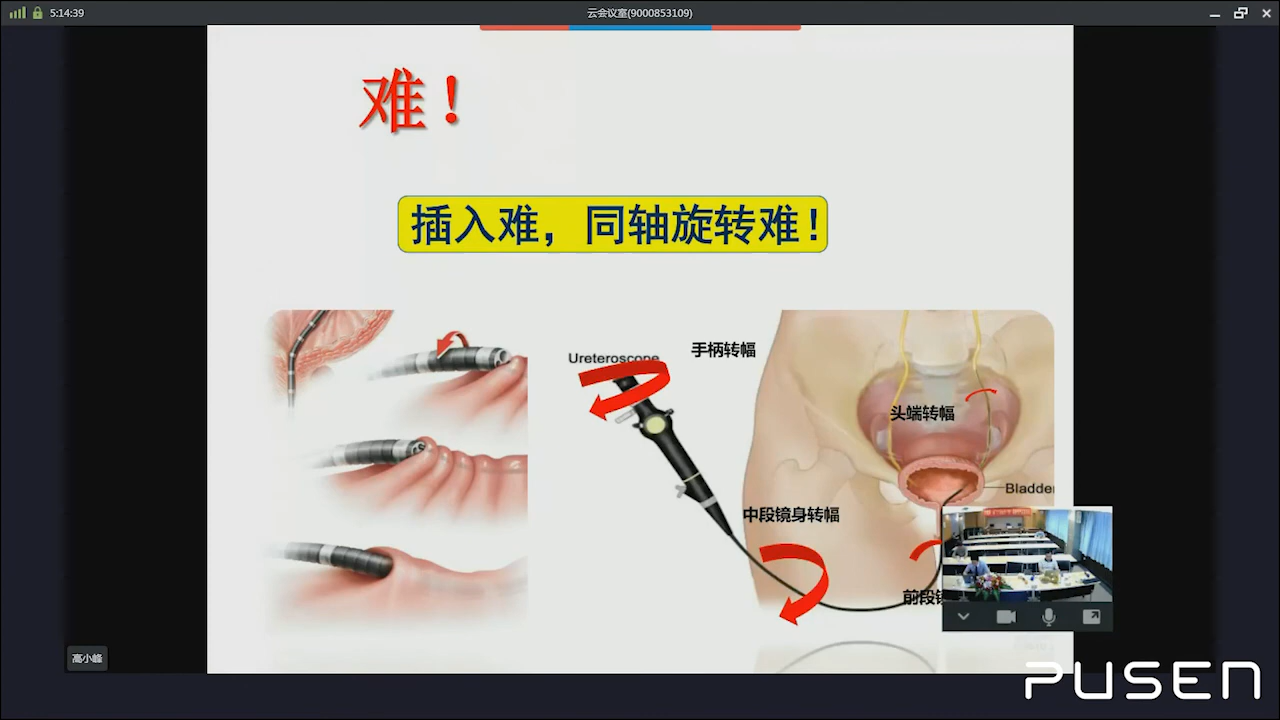 5:14:39
云会议室(9000853109)
难！
插入难，同轴旋转难！
Ureteroscope
手柄转幅
头端转幅
Bladder
中段镜身转幅
前段镜
高小峰
PUSEN